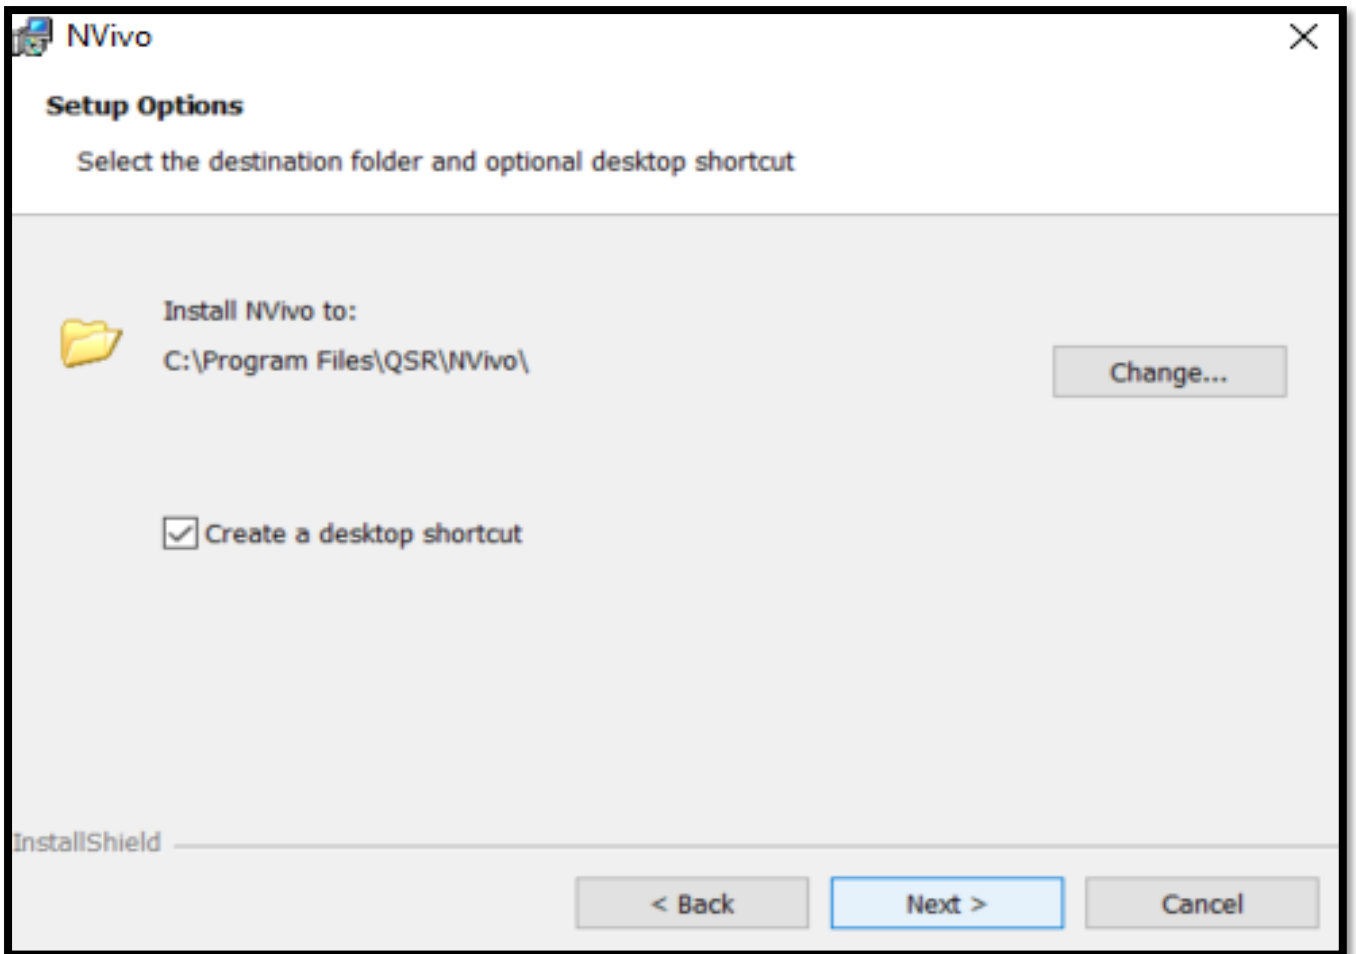 NVivo
Setup Options
Select the destination folder and optional desktop shortcut
Install NVivo to:
C:\Program Files\QSR\NVivo\
Change...
Create a desktop shortcut
InstallShield
< Back
Next >
Cancel